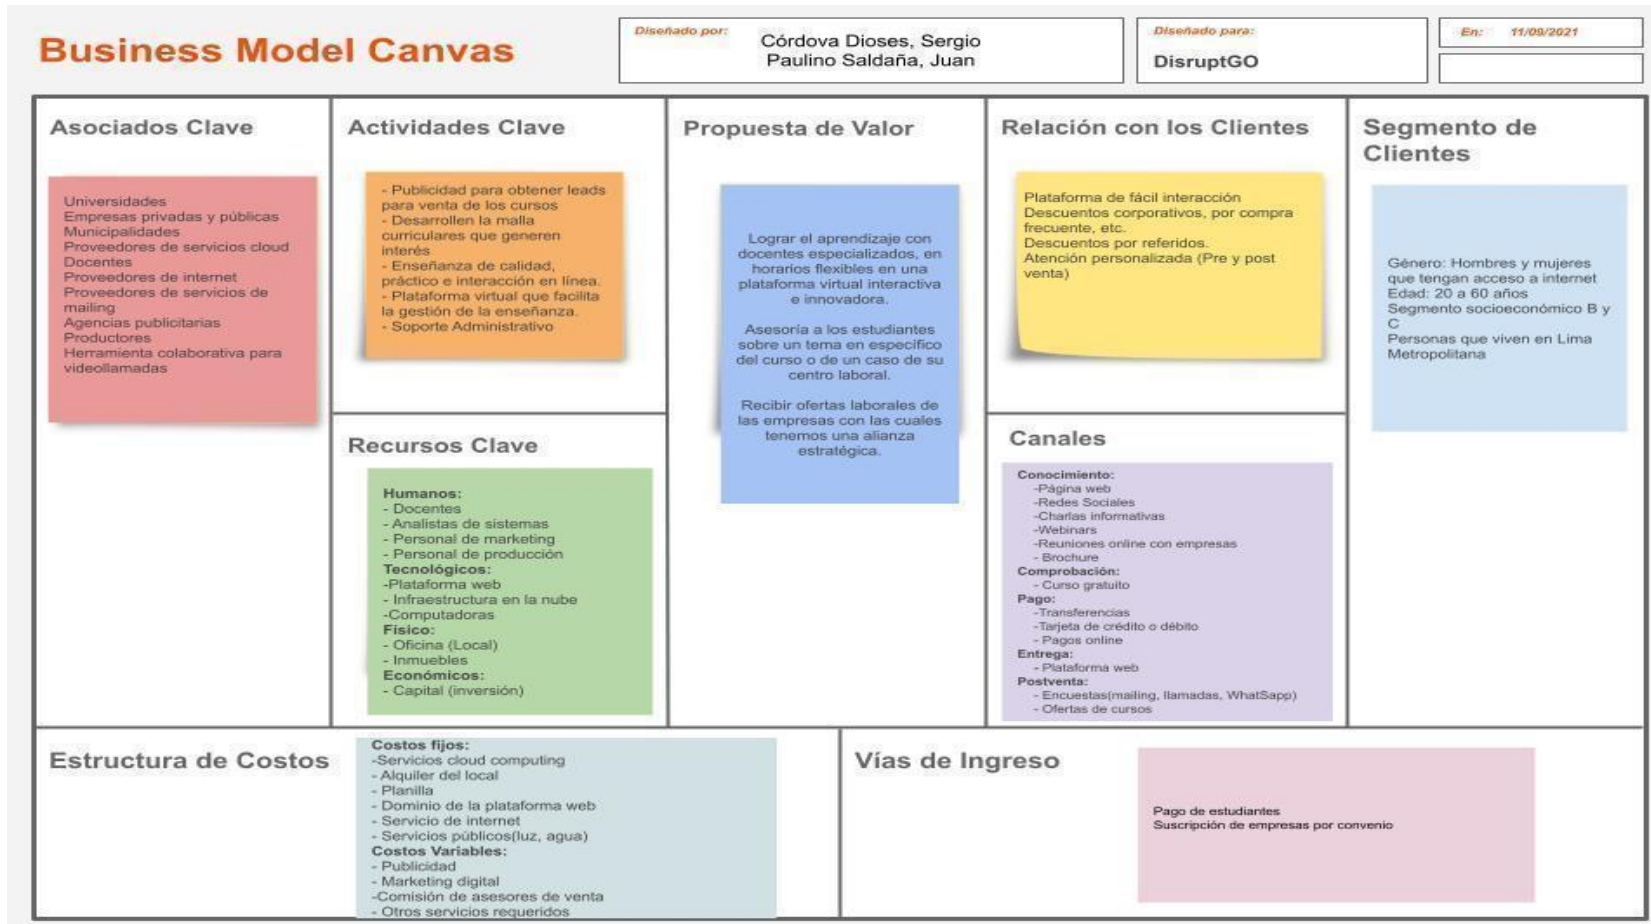 Business Model Canvas
Diseñado por:
Córdova Dioses, Sergio
Paulino Saldaña, Juan
Diseñado para:
DisruptGO
En: 11/09/2021
Asociados Clave
Universidades
Empresas privadas y públicas
Municipalidades
Proveedores de servicios cloud
Docentes
Proveedores de internet
Proveedores de servicios de
mailing
Agencias publicitarias
Productores
Herramienta colaborativa para
videollamadas
Actividades Clave
- Publicidad para obtener leads
para venta de los cursos
- Desarrollen la malla
curriculares que generen
interés
- Enseñanza de calidad,
práctico e interacción en línea.
- Plataforma virtual que facilita
la gestión de la enseñanza.
- Soporte Administrativo
Recursos Clave
Humanos:
- Docentes
- Analistas de sistemas
- Personal de marketing
- Personal de producción
Tecnológicos:
-Plataforma web
- Infraestructura en la nube
-Computadoras
Físico:
- Oficina (Local)
- Inmuebles
Económicos:
- Capital (inversión)
Propuesta de Valor
Lograr el aprendizaje con
docentes especializados, en
horarios flexibles en una
plataforma virtual interactiva
e innovadora.
Asesoría a los estudiantes
sobre un tema en específico
del curso o de un caso de su
centro laboral.
Recibir ofertas laborales de
las empresas con las cuales
tenemos una alianza
estratégica.
Relación con los Clientes
Plataforma de fácil interacción
Descuentos corporativos, por compra
frecuente, etc.
Descuentos por referidos.
Atención personalizada (Pre y post
venta)
Canales
Conocimiento:
-Página web
-Redes Sociales
-Charlas informativas
-Webinars
-Reuniones online con empresas
- Brochure
Comprobación:
- Curso gratuito
Pago:
-Transferencias
-Tarjeta de crédito o débito
- Pagos online
Entrega:
- Plataforma web
Postventa:
- Encuestas(mailing, llamadas, WhatSapp)
- Ofertas de cursos
Segmento de
Clientes
Género: Hombres y mujeres
que tengan acceso a internet
Edad: 20 a 60 años
Segmento socioeconómico B y
C
Personas que viven en Lima
Metropolitana
Estructura de Costos
Costos fijos:
-Servicios cloud computing
- Alquiler del local
- Planilla
- Dominio de la plataforma web
- Servicio de internet
- Servicios públicos(luz, agua)
Costos Variables:
- Publicidad
- Marketing digital
-Comisión de asesores de venta
- Otros servicios requeridos
Vías de Ingreso
Pago de estudiantes
Suscripción de empresas por convenio